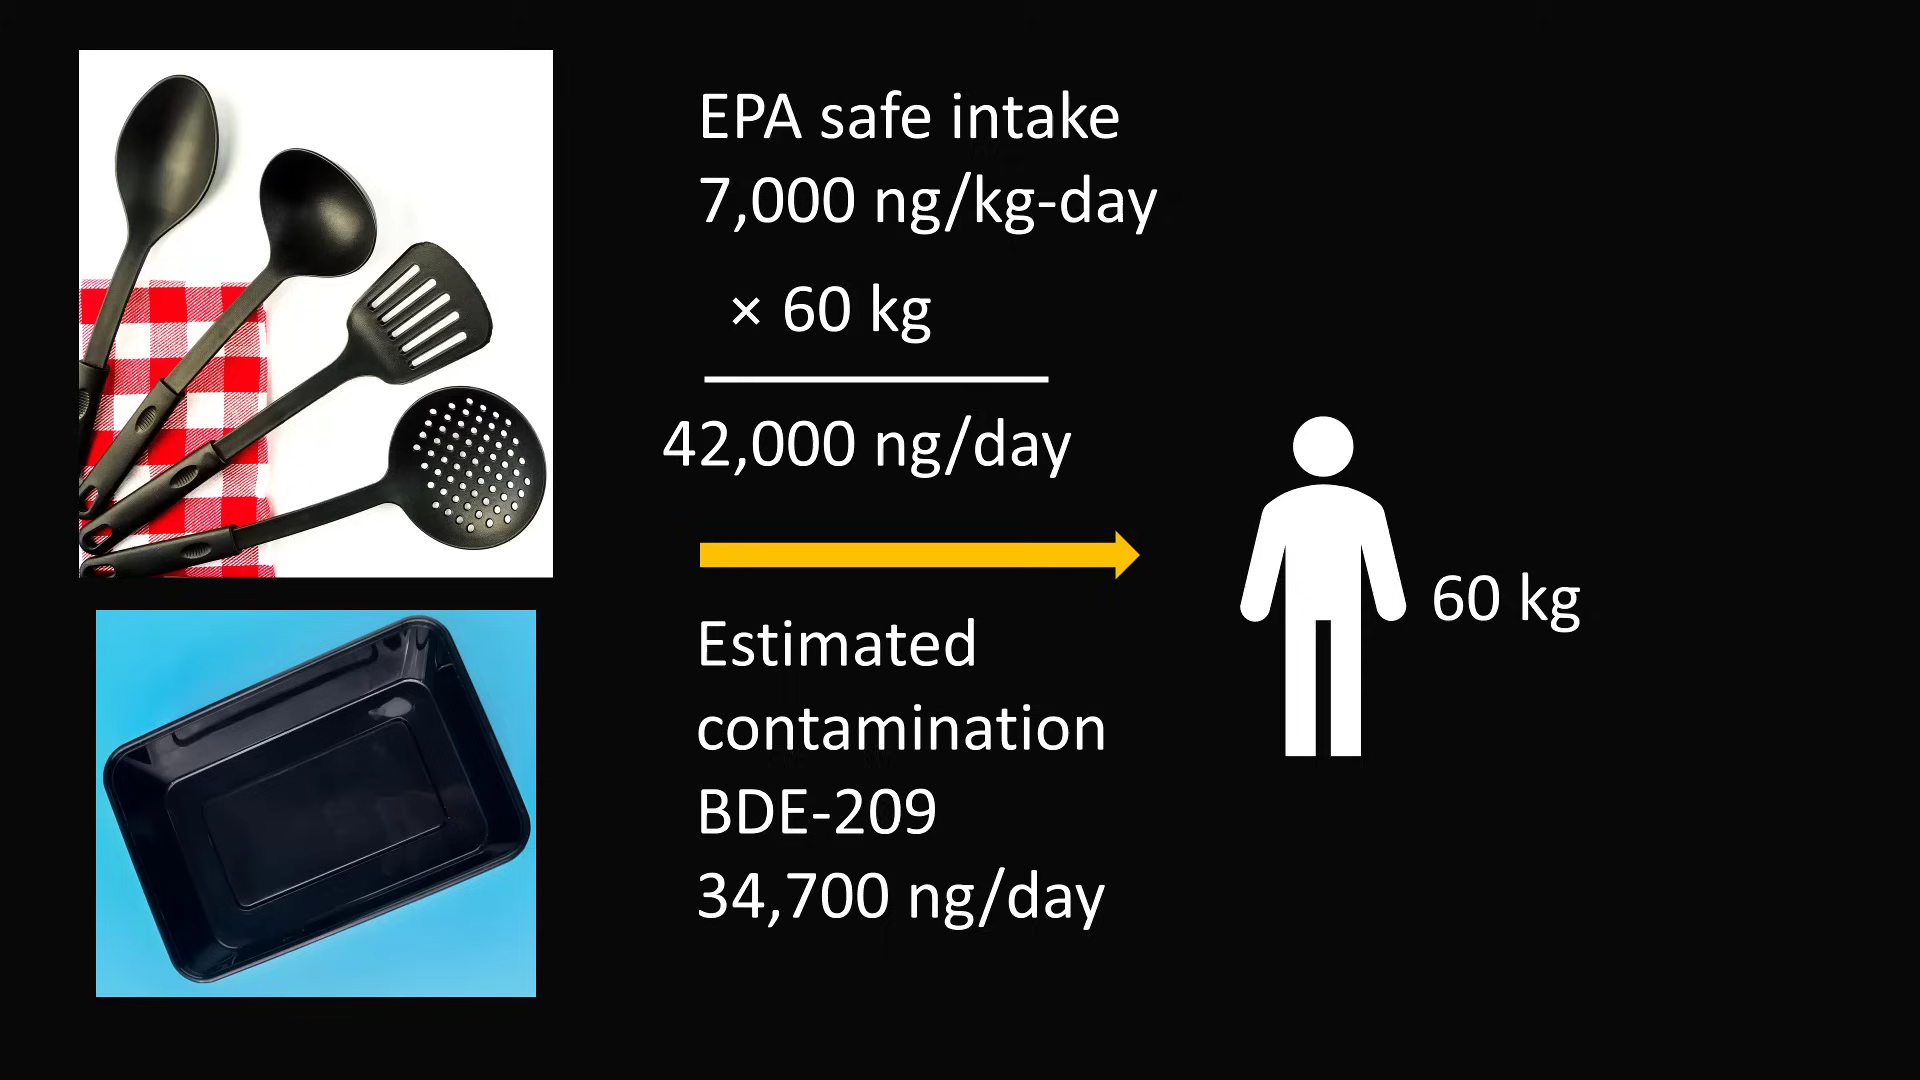 EPA safe intake
7,000 ng/kg-day
× 60 kg
42,000 ng/day
60 kg
Estimated
contamination
BDE-209
34,700 ng/day